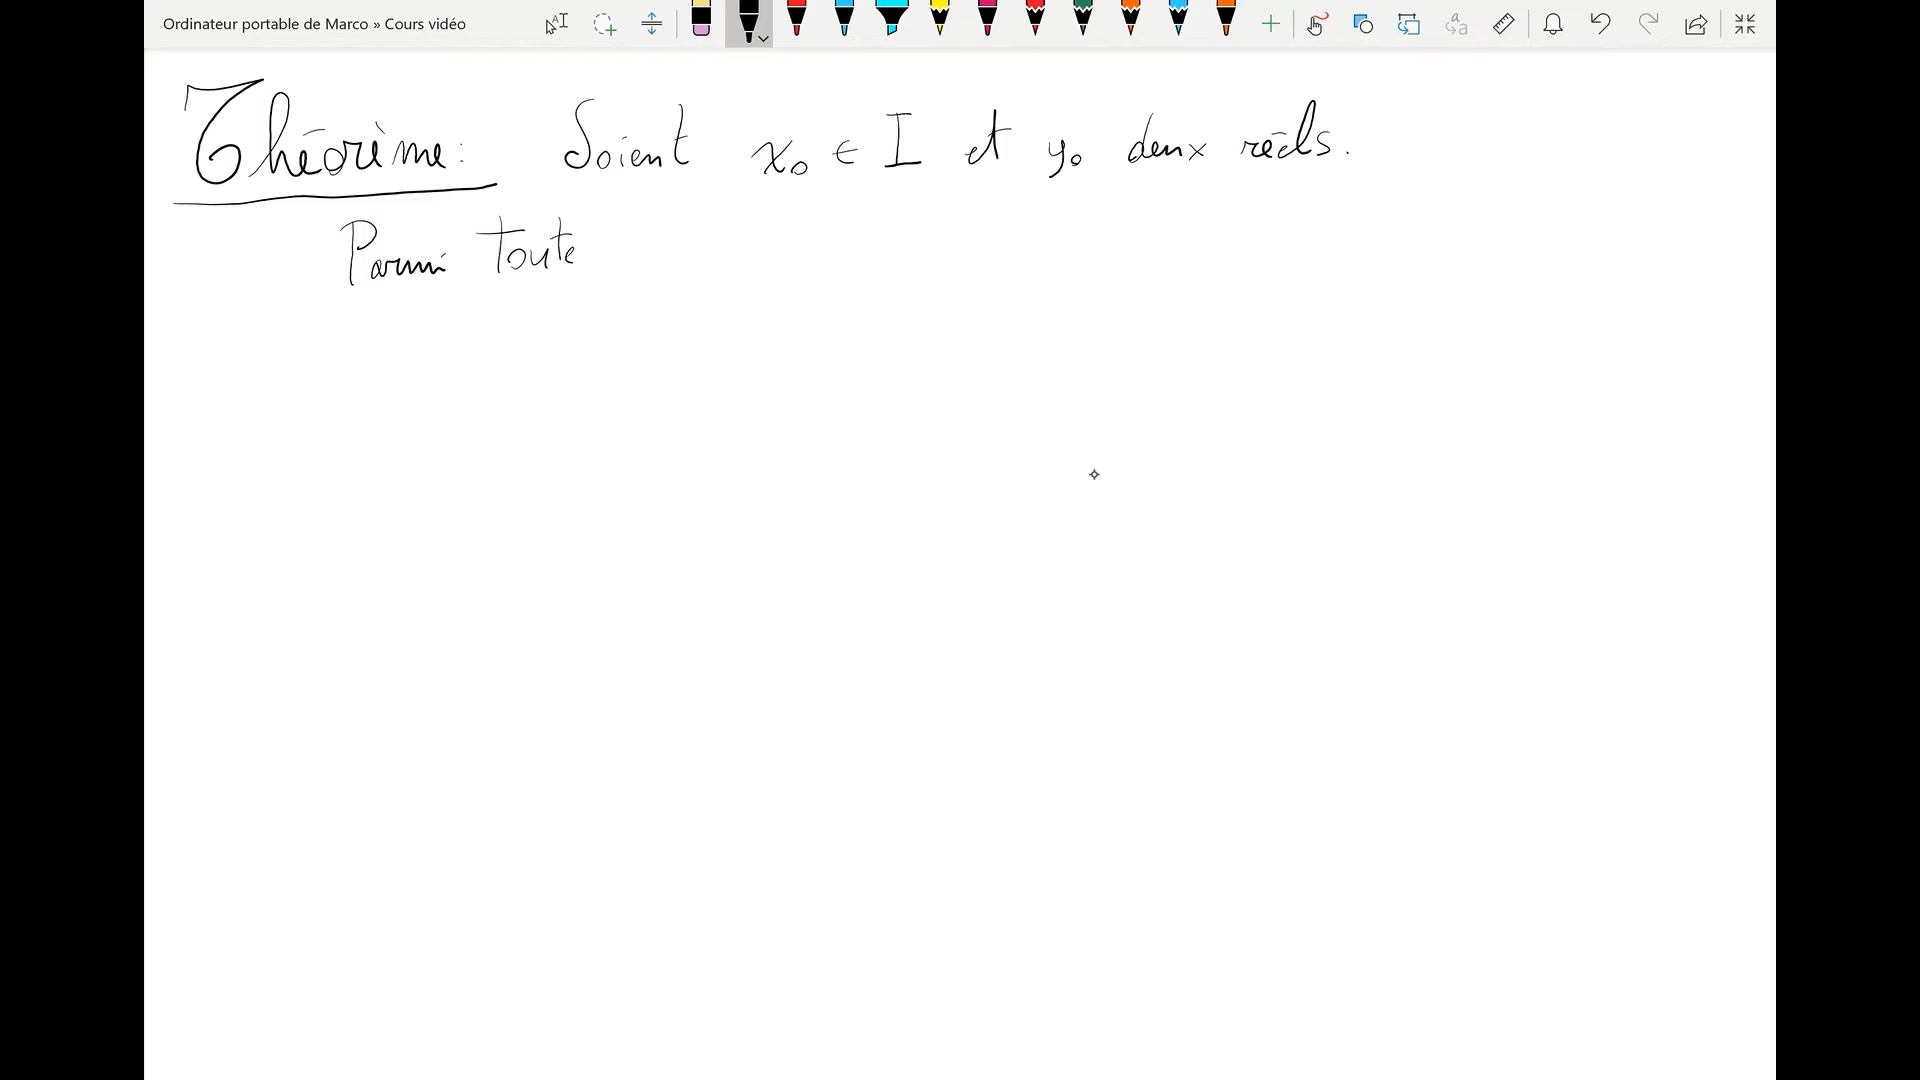 Ordinateur portable de Marco » Cours vidéo
Théorème : Soient x₀ ∈ I et y₀ deux réels.
Parmi toute